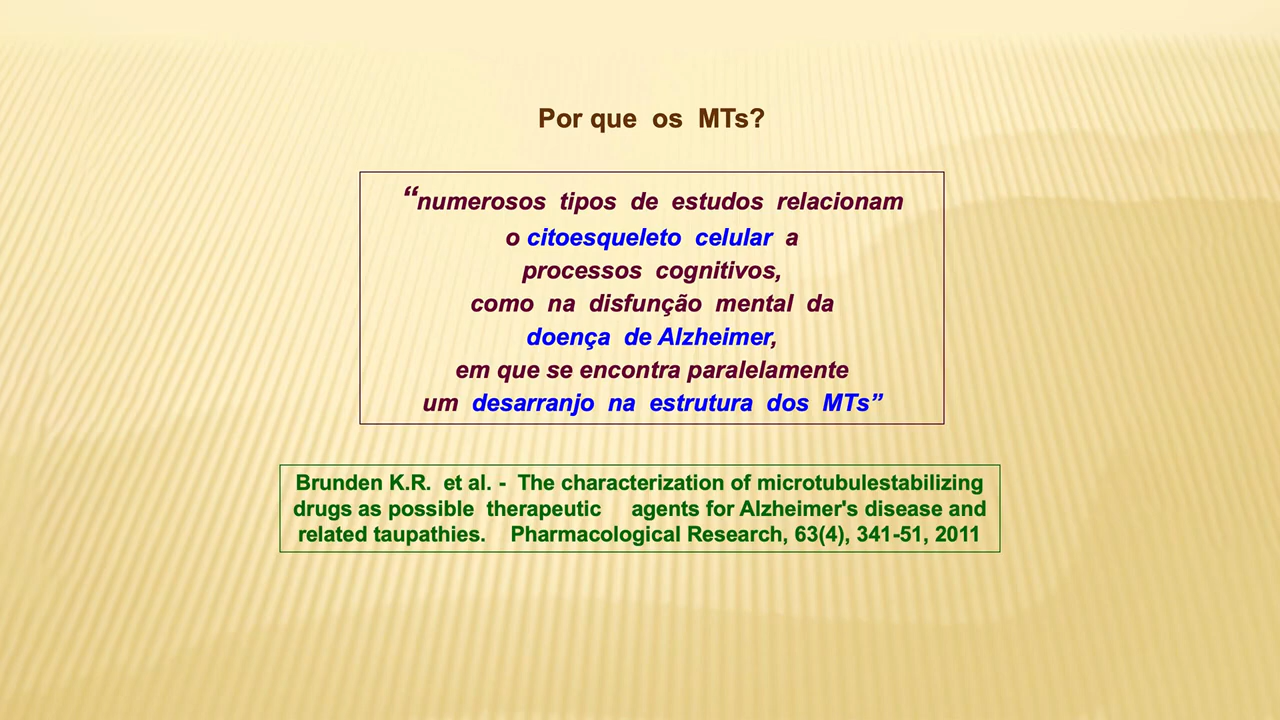 Por que os MTs?
“numerosos tipos de estudos relacionam
o citoesqueleto celular a
processos cognitivos,
como na disfunção mental da
doença de Alzheimer,
em que se encontra paralelamente
um desarranjo na estrutura dos MTs”
Brunden K.R. et al. - The characterization of microtubulestabilizing
drugs as possible therapeutic agents for Alzheimer's disease and
related taupathies. Pharmacological Research, 63(4), 341-51, 2011